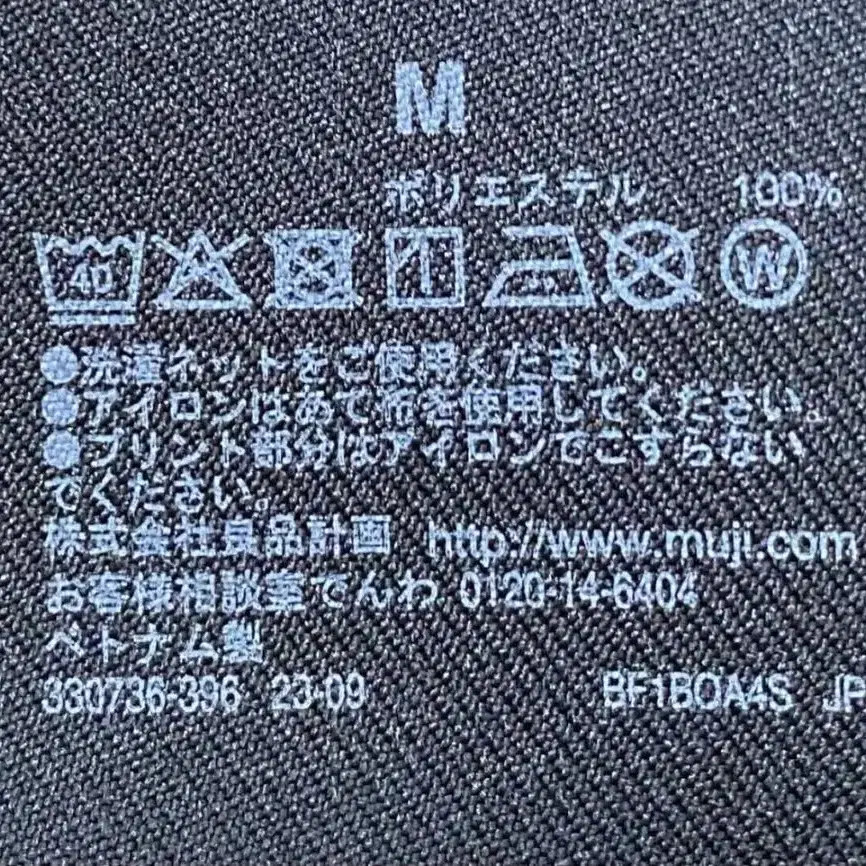 M
ポリエステル 100%
40
W
●洗濯ネットをご使用ください。
●アイロンはあて布を使用してください。
●プリント部分はアイロンでこすらない
でください。
株式会社良品計画 http://www.muji.com
お客様相談室でんわ 0120-14-6404
ベトナム製
330736-396 23-09 BF1BOA4S JP